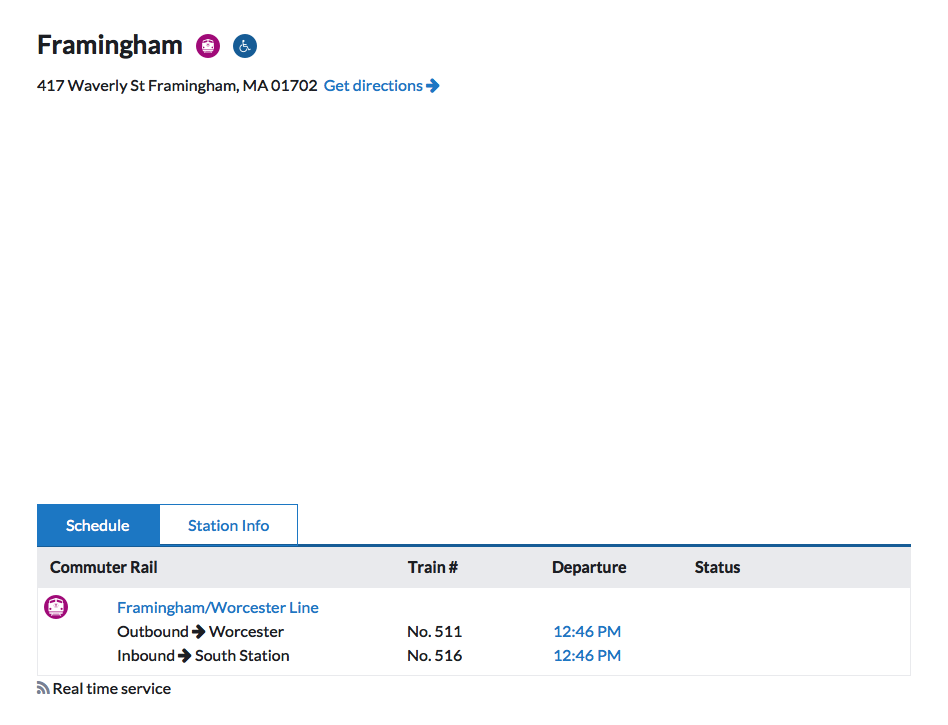 Framingham
417 Waverly St Framingham, MA 01702 Get directions
Schedule Station Info
Commuter Rail Train # Departure Status
Framingham/Worcester Line
Outbound Worcester No. 511 12:46 PM
Inbound South Station No. 516 12:46 PM
Real time service